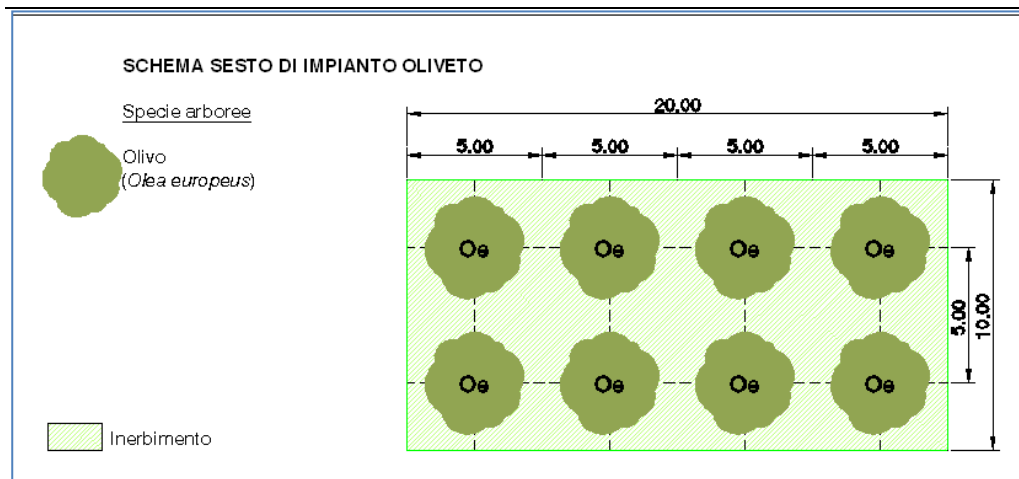 SCHEMA SESTO DI IMPIANTO OLIVETO
Specie arboree
Olivo
(Olea europeus)
20.00
5.00 5.00 5.00 5.00
Oe Oe Oe Oe
5.00
10.00
Oe Oe Oe Oe
Inerbimento